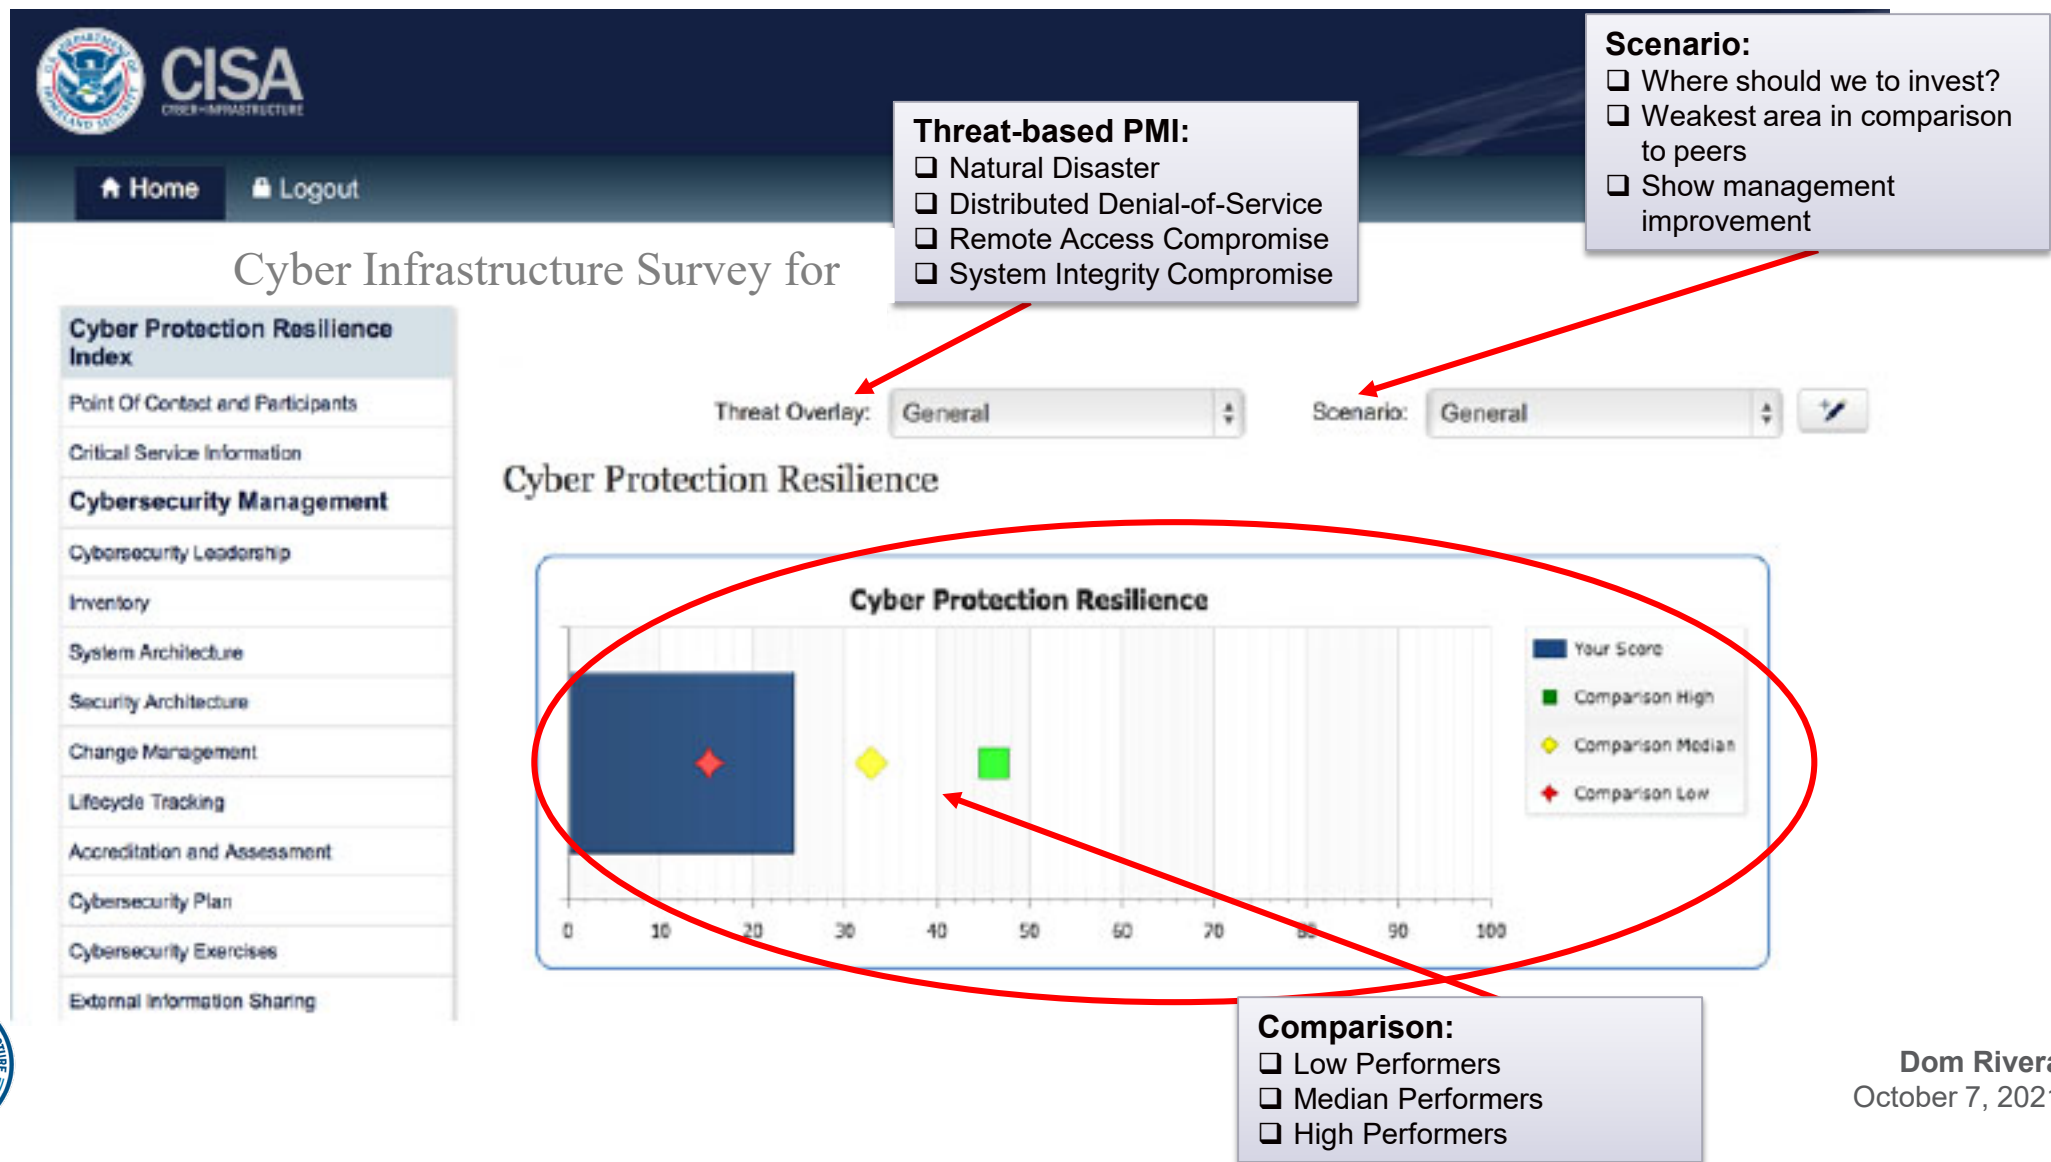 CISA
CYBER+INFRASTRUCTURE
Home
Logout
Threat-based PMI:
❑ Natural Disaster
❑ Distributed Denial-of-Service
❑ Remote Access Compromise
❑ System Integrity Compromise
Scenario:
❑ Where should we to invest?
❑ Weakest area in comparison
to peers
❑ Show management
improvement
Cyber Infrastructure Survey for
Cyber Protection Resilience
Index
Point Of Contact and Participants
Critical Service Information
Cybersecurity Management
Cybersecurity Leadership
Inventory
System Architecture
Security Architecture
Change Management
Lifecycle Tracking
Accreditation and Assessment
Cybersecurity Plan
Cybersecurity Exercises
External Information Sharing
Threat Overlay: General
Scenario: General
Cyber Protection Resilience
Cyber Protection Resilience
Your Score
Comparison High
Comparison Median
Comparison Low
0 10 20 30 40 50 60 70 80 90 100
Comparison:
❑ Low Performers
❑ Median Performers
❑ High Performers
Dom Rivera
October 7, 2021